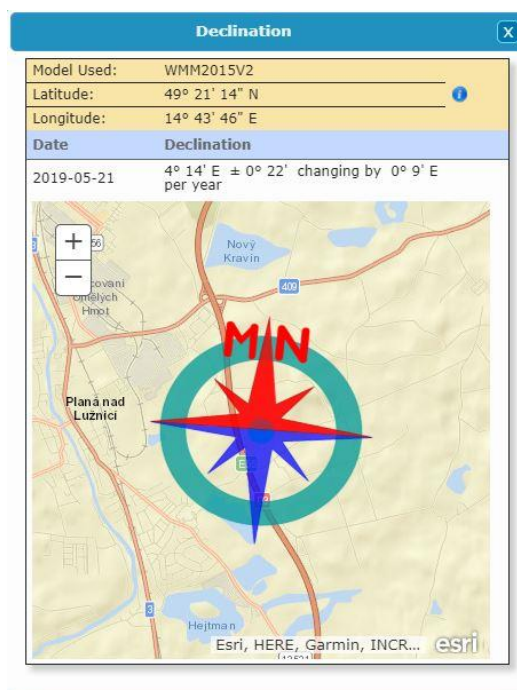 Declination
X
Model Used: WMM2015V2
Latitude: 49° 21' 14" N
Longitude: 14° 43' 46" E
Date Declination
2019-05-21 4° 14' E ± 0° 22' changing by 0° 9' E
per year
+
−
Nový
Kravín
409
Hmot
MN
Planá nad
Lužnicí
3
Hejtman
Esri, HERE, Garmin, INCR...
esri